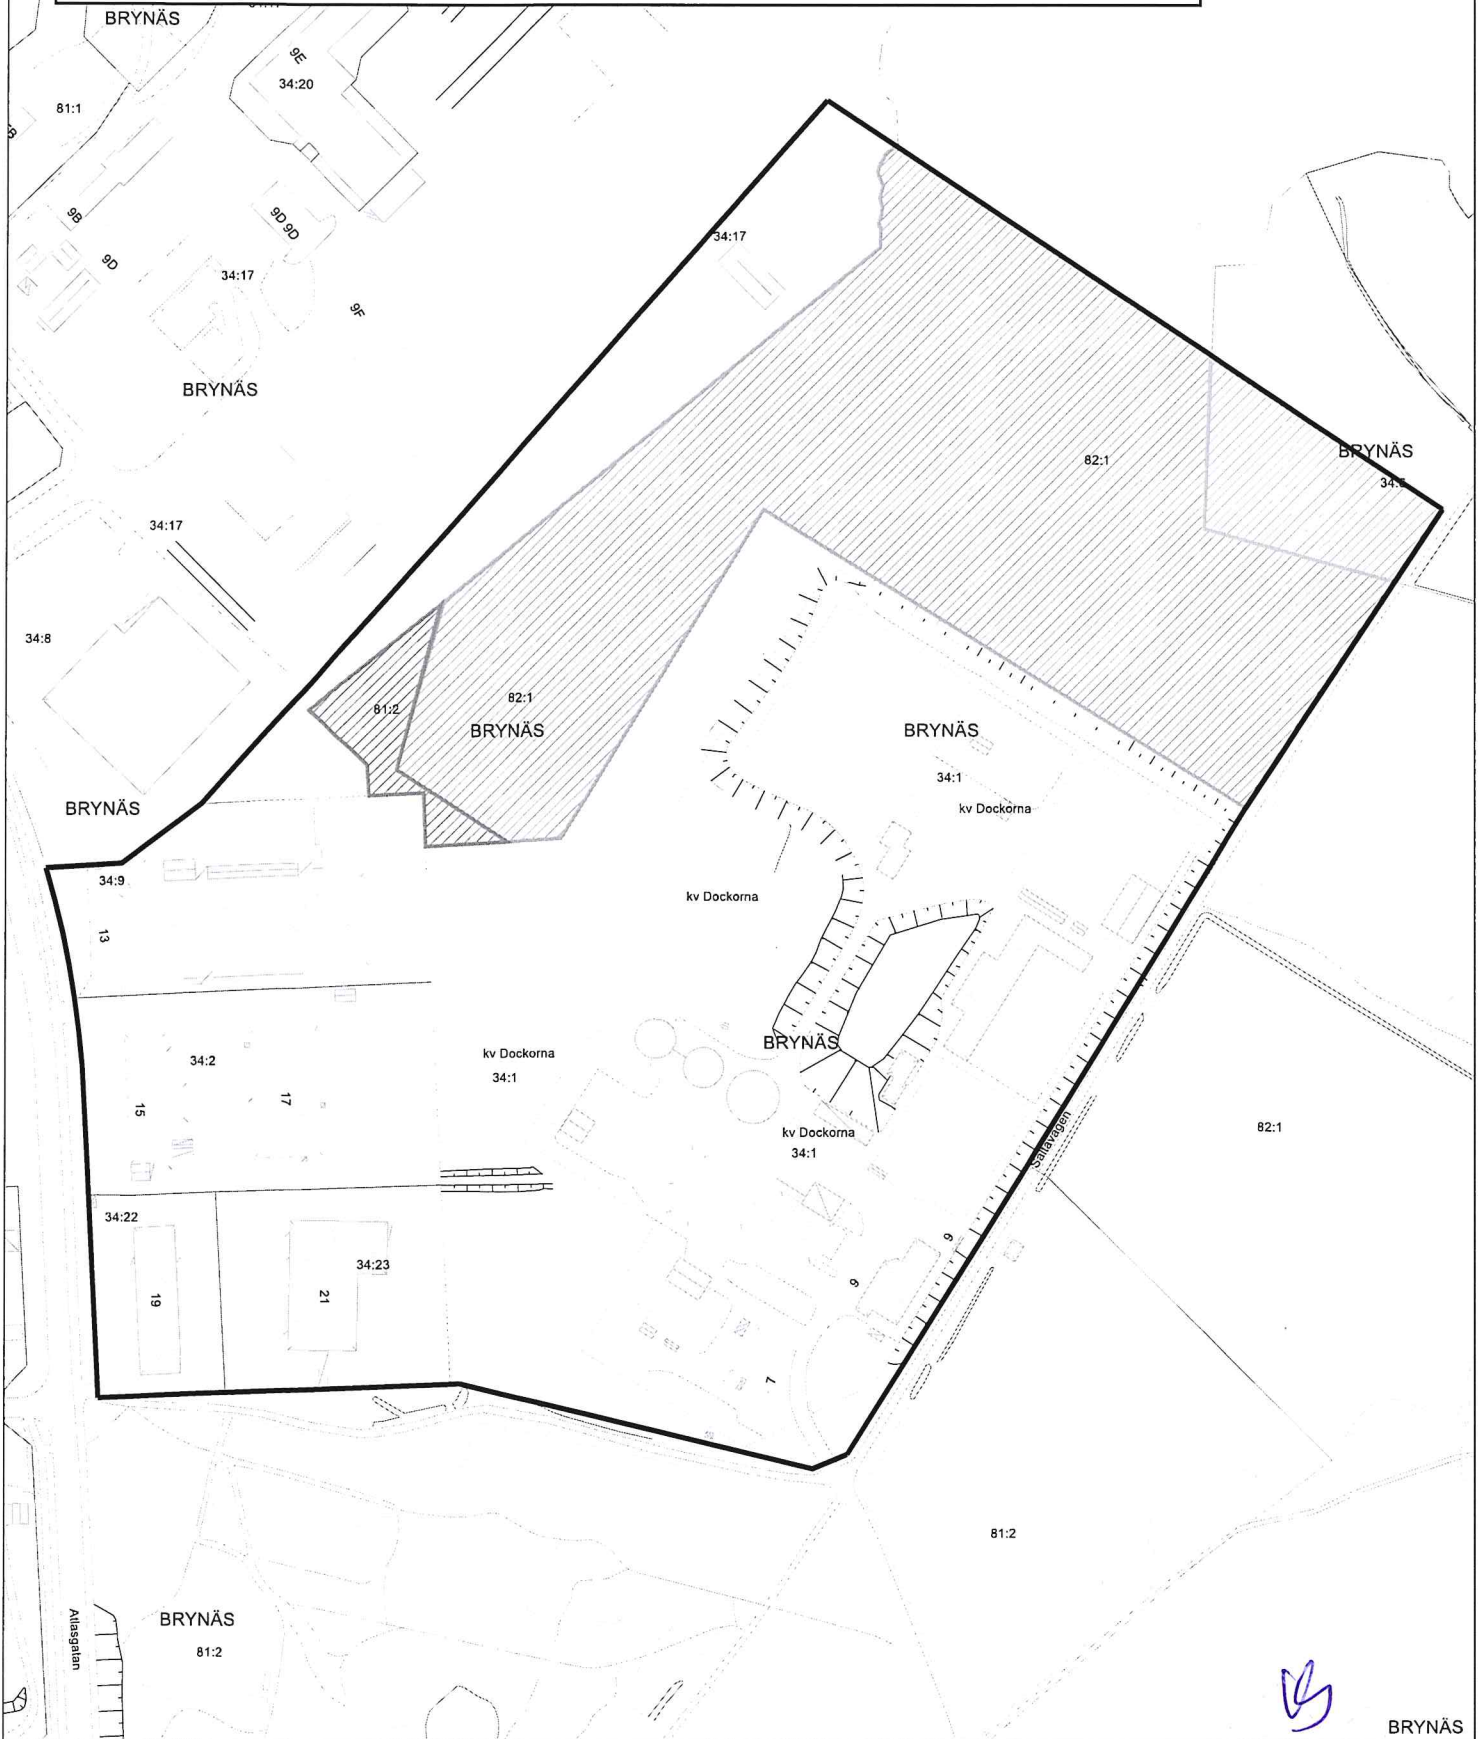 BRYNÄS
81:1
9E
34:20
9B
9D
9D 9D
34:17
9F
BRYNÄS
34:17
82:1
BRYNÄS
34:17
34:8
81:2
82:1
BRYNÄS
BRYNÄS
34:1
kv Dockorna
BRYNÄS
34:9
13
kv Dockorna
34:2
15
17
kv Dockorna
34:1
BRYNÄS
kv Dockorna
34:1
82:1
34:22
34:23
19
21
9
9
7
81:2
BRYNÄS
81:2
Atlasgatan
BRYNÄS